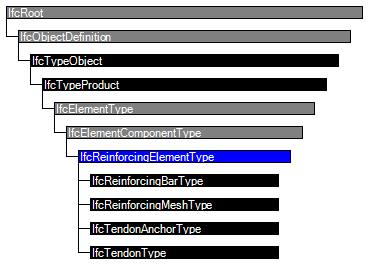 IfcRoot
IfcObjectDefinition
IfcTypeObject
IfcTypeProduct
IfcElementType
IfcElementComponentType
IfcReinforcingElementType
IfcReinforcingBarType
IfcReinforcingMeshType
IfcTendonAnchorType
IfcTendonType